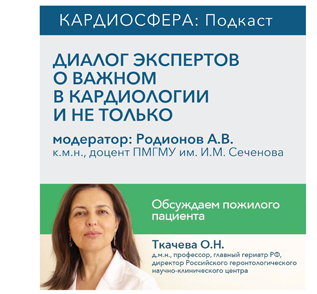 КАРДИОСФЕРА: Подкаст
ДИАЛОГ ЭКСПЕРТОВ
О ВАЖНОМ
В КАРДИОЛОГИИ
И НЕ ТОЛЬКО
модератор: Родионов А.В.
к.м.н., доцент ПМГМУ им. И.М. Сеченова
Обсуждаем пожилого
пациента
Ткачева О.Н.
д.м.н., профессор, главный гериатр РФ,
директор Российского геронтологического
научно-клинического центра